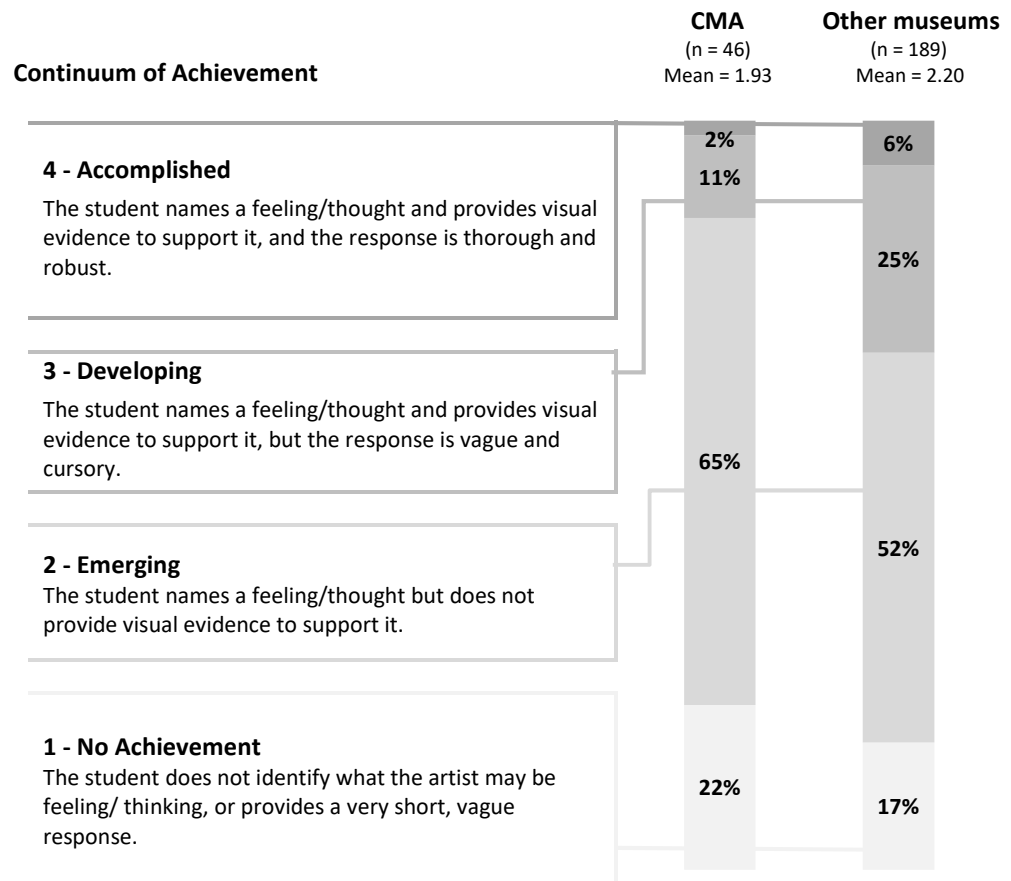 CMA
(n = 46)
Mean = 1.93
Other museums
(n = 189)
Mean = 2.20
Continuum of Achievement
4 - Accomplished
The student names a feeling/thought and provides visual
evidence to support it, and the response is thorough and
robust.
3 - Developing
The student names a feeling/thought and provides visual
evidence to support it, but the response is vague and
cursory.
2 - Emerging
The student names a feeling/thought but does not
provide visual evidence to support it.
1 - No Achievement
The student does not identify what the artist may be
feeling/ thinking, or provides a very short, vague
response.
2%
11%
65%
22%
6%
25%
52%
17%